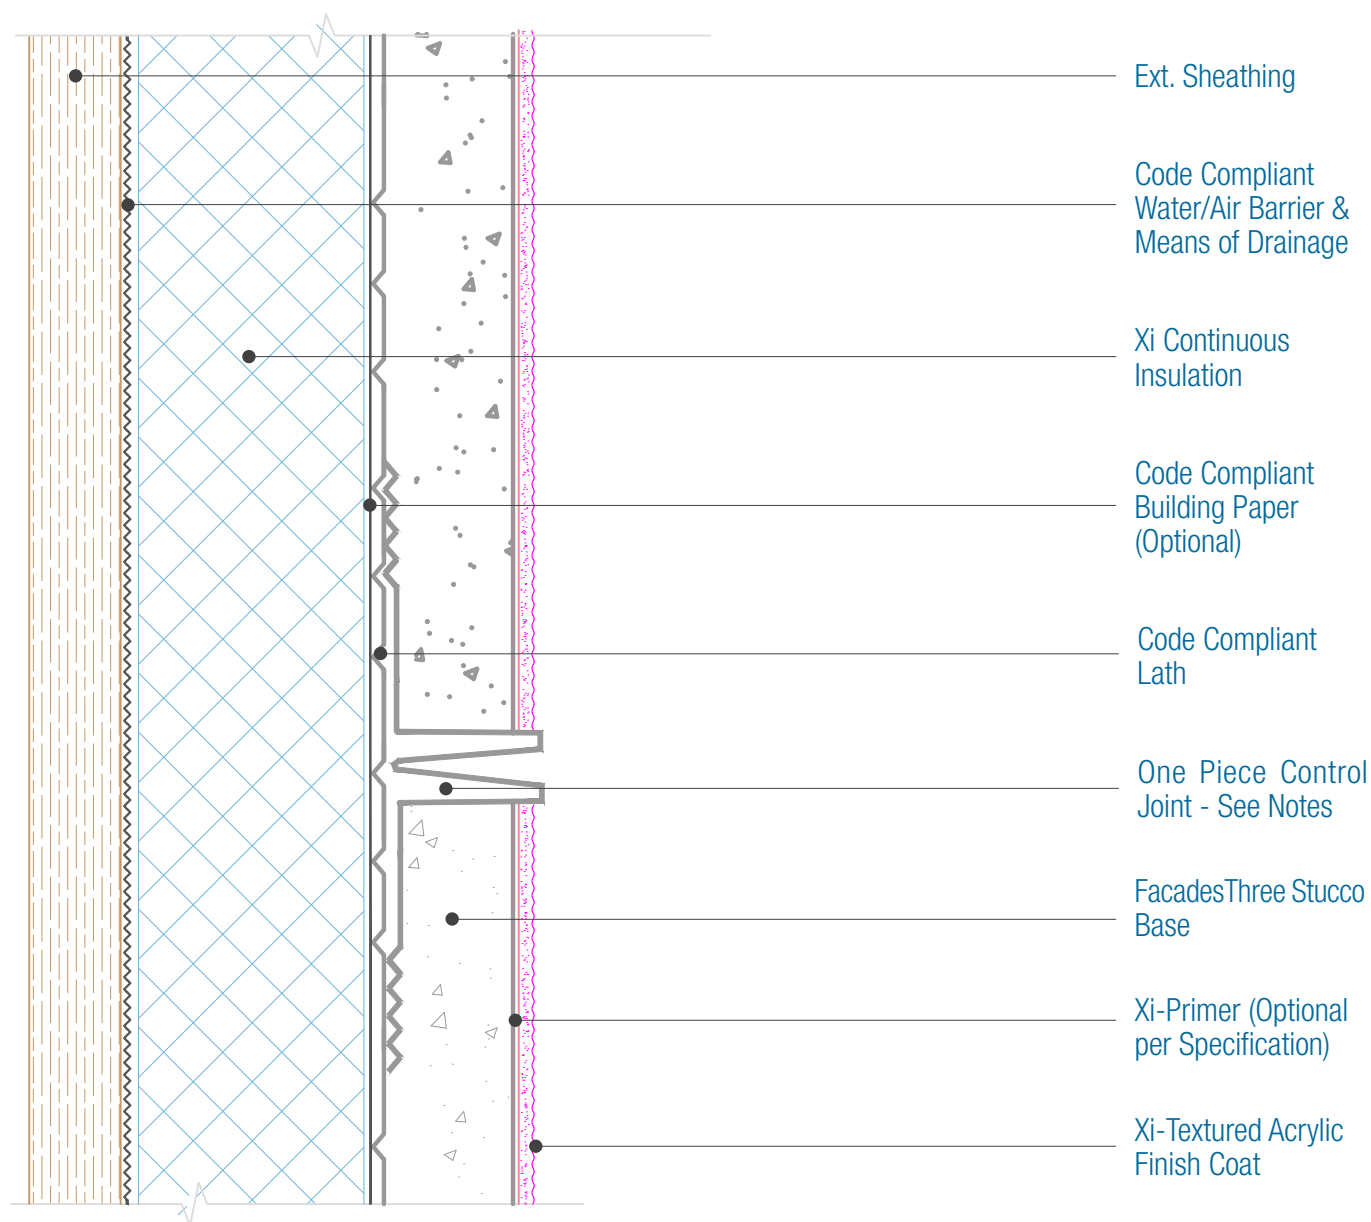 Ext. Sheathing
Code Compliant
Water/Air Barrier &
Means of Drainage
Xi Continuous
Insulation
Code Compliant
Building Paper
(Optional)
Code Compliant
Lath
One Piece Control
Joint - See Notes
FacadesThree Stucco
Base
Xi-Primer (Optional
per Specification)
Xi-Textured Acrylic
Finish Coat